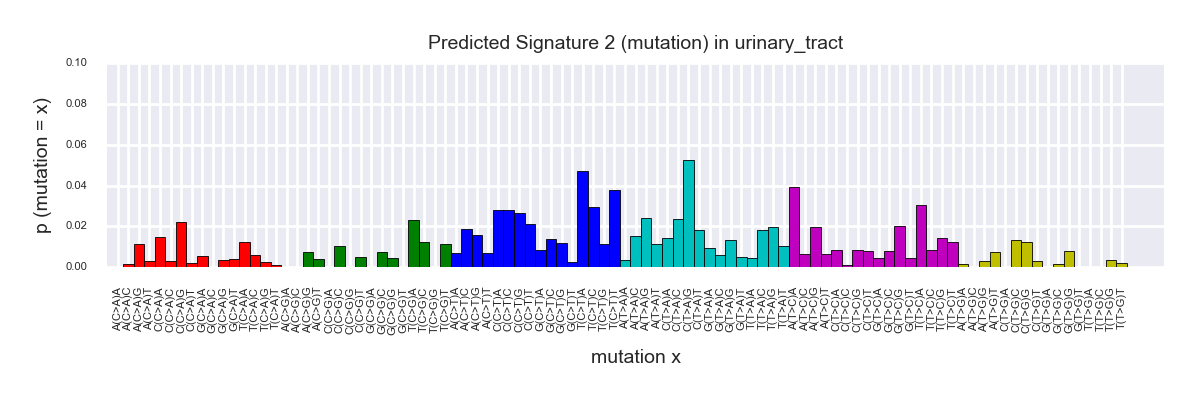 Predicted Signature 2 (mutation) in urinary_tract
0.10
0.08
0.06
0.04
0.02
0.00
p (mutation = x)
A(C>A)A
A(C>A)C
A(C>A)G
A(C>A)T
C(C>A)A
C(C>A)C
C(C>A)G
C(C>A)T
G(C>A)A
G(C>A)C
G(C>A)G
G(C>A)T
T(C>A)A
T(C>A)C
T(C>A)G
T(C>A)T
A(C>G)A
A(C>G)C
A(C>G)G
A(C>G)T
C(C>G)A
C(C>G)C
C(C>G)G
C(C>G)T
G(C>G)A
G(C>G)C
G(C>G)G
G(C>G)T
T(C>G)A
T(C>G)C
T(C>G)G
T(C>G)T
A(C>T)A
A(C>T)C
A(C>T)G
A(C>T)T
C(C>T)A
C(C>T)C
C(C>T)G
C(C>T)T
G(C>T)A
G(C>T)C
G(C>T)G
G(C>T)T
T(C>T)A
T(C>T)C
T(C>T)G
T(C>T)T
A(T>A)A
A(T>A)C
A(T>A)G
A(T>A)T
C(T>A)A
C(T>A)C
C(T>A)G
C(T>A)T
G(T>A)A
G(T>A)C
G(T>A)G
G(T>A)T
T(T>A)A
T(T>A)C
T(T>A)G
T(T>A)T
A(T>C)A
A(T>C)C
A(T>C)G
A(T>C)T
C(T>C)A
C(T>C)C
C(T>C)G
C(T>C)T
G(T>C)A
G(T>C)C
G(T>C)G
G(T>C)T
T(T>C)A
T(T>C)C
T(T>C)G
T(T>C)T
A(T>G)A
A(T>G)C
A(T>G)G
A(T>G)T
C(T>G)A
C(T>G)C
C(T>G)G
C(T>G)T
G(T>G)A
G(T>G)C
G(T>G)G
G(T>G)T
T(T>G)A
T(T>G)C
T(T>G)G
T(T>G)T
mutation x